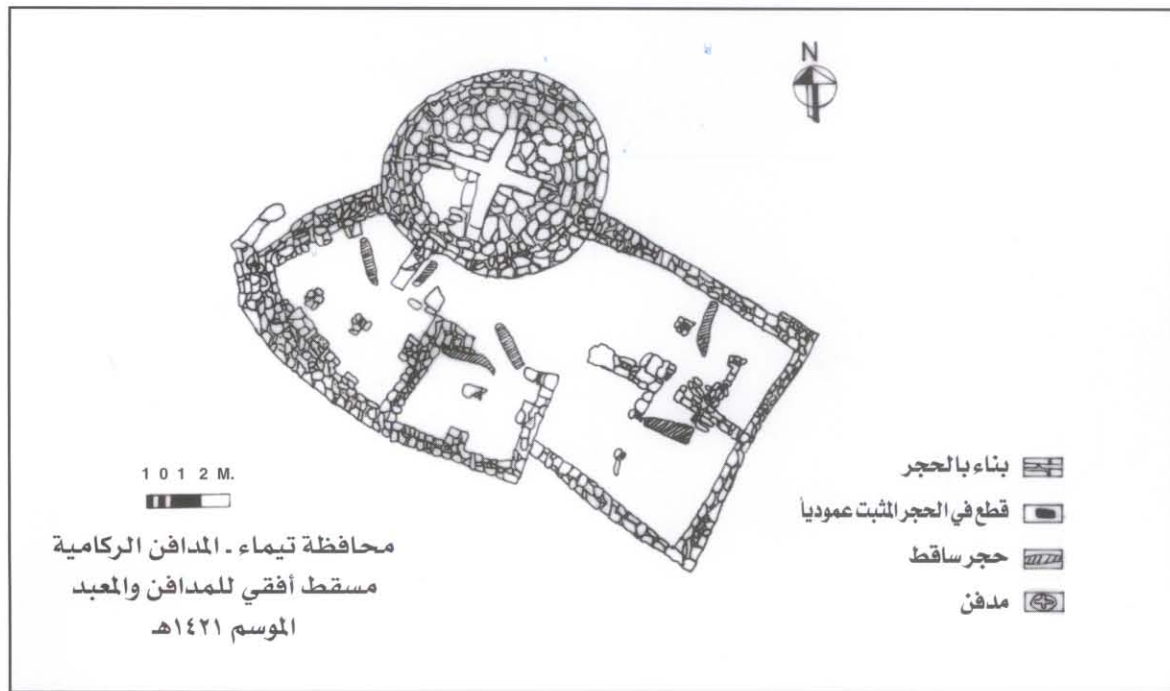 N
بناء بالحجر
قطع في الحجر المثبت عمودياً
حجر ساقط
مدفن
1 0 1 2 M.
محافظة تيماء ـ المدافن الركامية
مسقط أفقي للمدافن والمعبد
الموسم ١٤٢١هـ